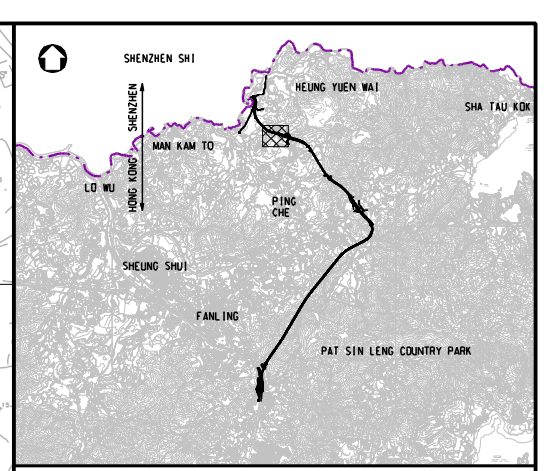 SHENZHEN SHI
HEUNG YUEN WAI
SHA TAU KOK
HONG KONG SHENZHEN
MAN KAM TO
LO WU
PING
CHE
SHEUNG SHUI
FANLING
PAT SIN LENG COUNTRY PARK